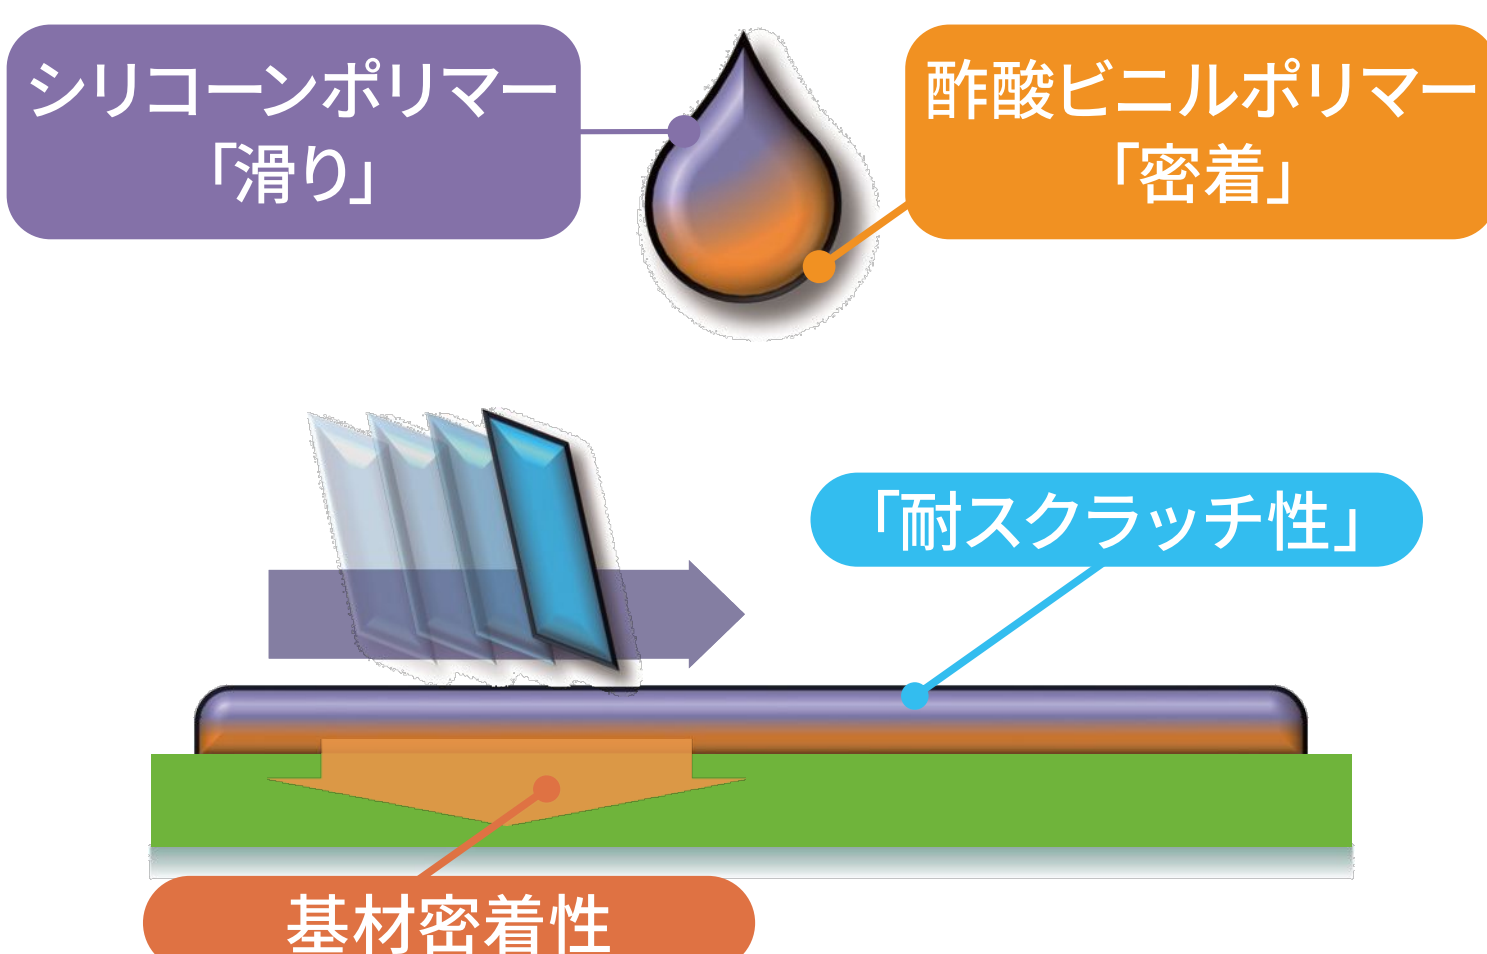 シリコーンポリマー
「滑り」
酢酸ビニルポリマー
「密着」
「耐スクラッチ性」
基材密着性